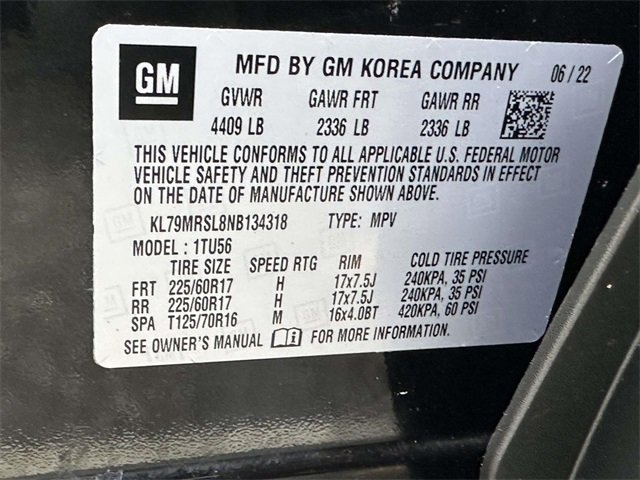 GM MFD BY GM KOREA COMPANY 06 / 22
GVWR GAWR FRT GAWR RR
4409 LB 2336 LB 2336 LB
THIS VEHICLE CONFORMS TO ALL APPLICABLE U.S. FEDERAL MOTOR
VEHICLE SAFETY AND THEFT PREVENTION STANDARDS IN EFFECT
ON THE DATE OF MANUFACTURE SHOWN ABOVE.
KL79MRSL8NB134318 TYPE: MPV
MODEL : 1TU56
TIRE SIZE SPEED RTG RIM COLD TIRE PRESSURE
FRT 225/60R17 H 17x7.5J 240KPA, 35 PSI
RR 225/60R17 H 17x7.5J 240KPA, 35 PSI
SPA T125/70R16 M 16x4.0BT 420KPA, 60 PSI
SEE OWNER'S MANUAL FOR MORE INFORMATION.